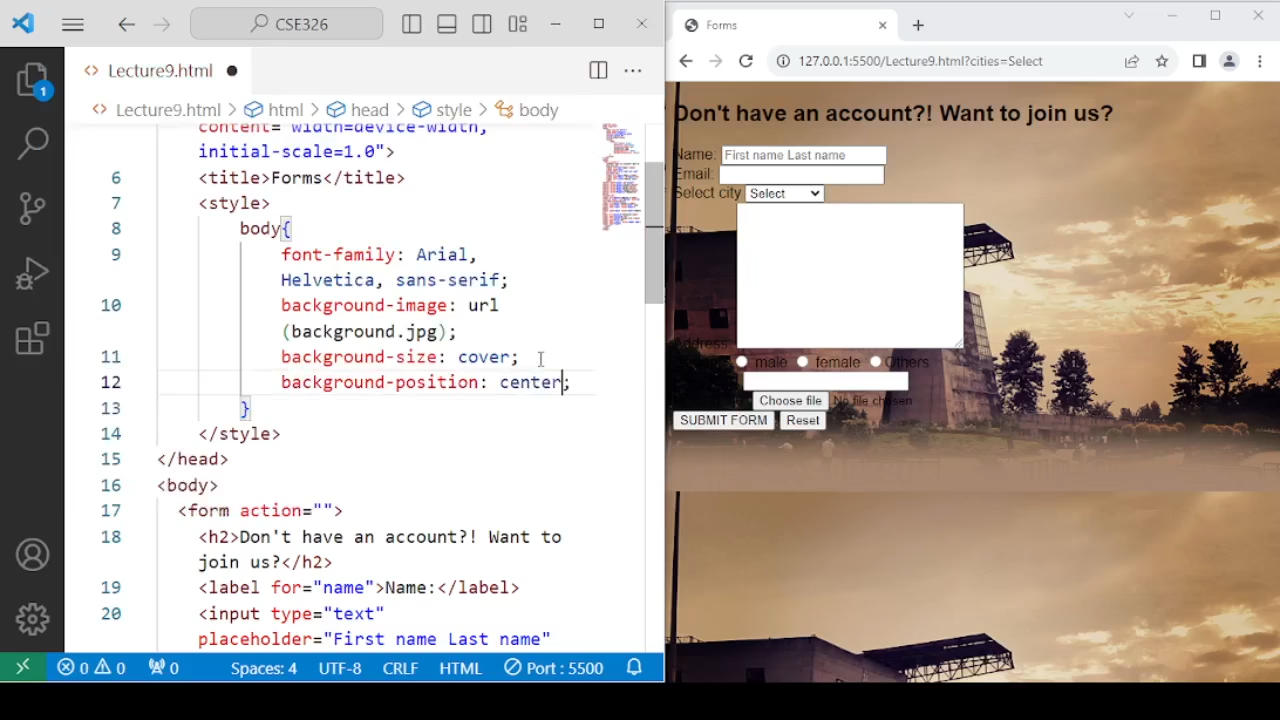 CSE326
Lecture9.html
Lecture9.html > html > head > style > body
content="width=device-width,
initial-scale=1.0">
6 <title>Forms</title>
7 <style>
8 body{
9 font-family: Arial,
Helvetica, sans-serif;
10 background-image: url
(background.jpg);
11 background-size: cover;
12 background-position: center;
13 }
14 </style>
15 </head>
16 <body>
17 <form action="">
18 <h2>Don't have an account?! Want to
join us?</h2>
19 <label for="name">Name:</label>
20 <input type="text"
placeholder="First name Last name"
1
0 0 0 Spaces: 4 UTF-8 CRLF HTML Port : 5500
Forms
127.0.0.1:5500/Lecture9.html?cities=Select
Don't have an account?! Want to join us?
Name: First name Last name
Email:
Select city Select
Address:
male female Others
Choose file No file chosen
SUBMIT FORM Reset